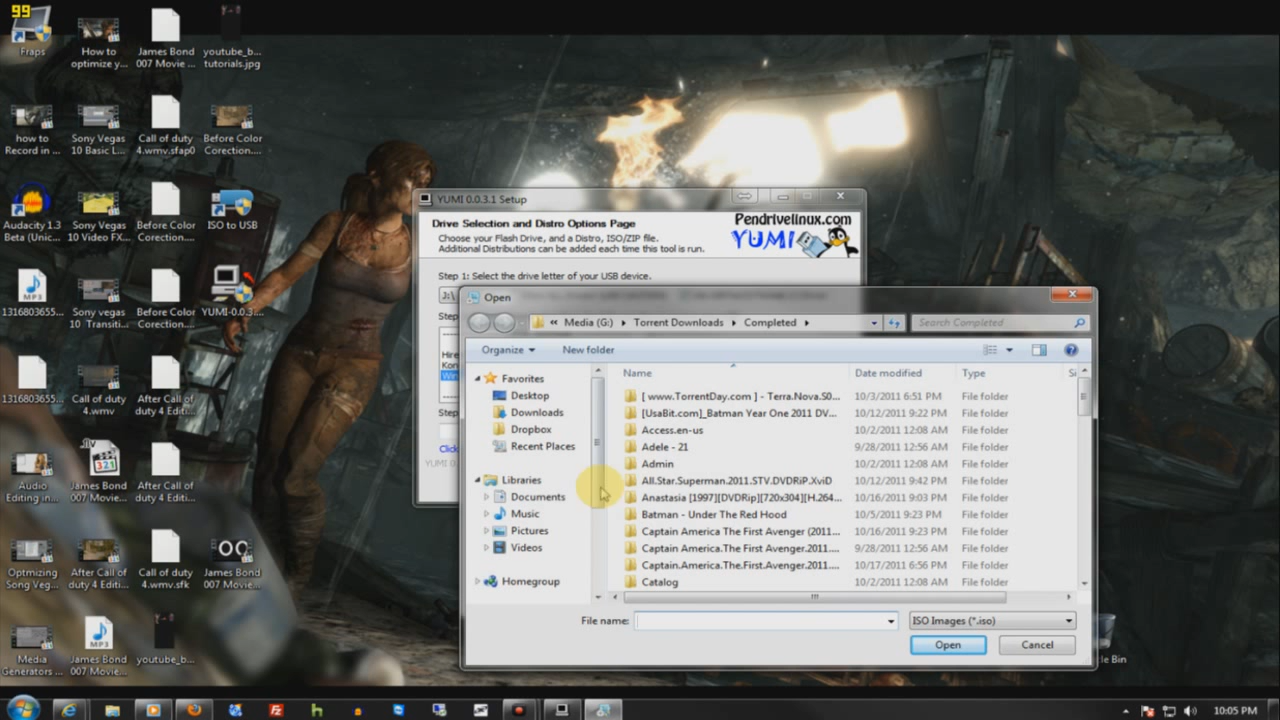 99
Fraps
How to optimize y...
James Bond 007 Movie ...
youtube_b... tutorials.jpg
how to Record in ...
Sony Vegas 10 Basic L...
Call of duty 4.wmv.sfap0
Before Color Corection....
Audacity 1.3 Beta (Unic...
Sony Vegas 10 Video FX...
Before Color Corection....
ISO to USB
1316803655...
Sony vegas 10 Transiti...
Before Color Corection....
YUMI-0.0.3....
1316803655...
Call of duty 4.wmv
After Call of duty 4 Editi...
Audio Editing in...
James Bond 007 Movie...
After Call of duty 4 Editi...
Optmizing Song Veg...
After Call of duty 4 Editi...
Call of duty 4.wmv.sfk
James Bond 007 Movie...
Media Generators ...
James Bond 007 Movie...
youtube_b...
YUMI 0.0.3.1 Setup
Drive Selection and Distro Options Page
Choose your Flash Drive, and a Distro, ISO/ZIP file.
Additional Distributions can be added each time this tool is run.
Pendrivelinux.com
YUMI
Step 1: Select the drive letter of your USB device.
J:\
Step
Hire
Kon
Win
Step
Click
YUMI 0.
Open
« Media (G:) Torrent Downloads Completed
Search Completed
Organize New folder
Favorites
Desktop
Downloads
Dropbox
Recent Places
Libraries
Documents
Music
Pictures
Videos
Homegroup
Name Date modified Type Si
[ www.TorrentDay.com ] - Terra.Nova.S0... 10/3/2011 6:51 PM File folder
[UsaBit.com]_Batman Year One 2011 DV... 10/12/2011 9:22 PM File folder
Access.en-us 10/2/2011 12:08 AM File folder
Adele - 21 9/28/2011 12:56 AM File folder
Admin 10/2/2011 12:08 AM File folder
All.Star.Superman.2011.STV.DVDRiP.XviD 10/12/2011 9:42 PM File folder
Anastasia [1997][DVDRip][720x304][H.264... 10/16/2011 9:03 PM File folder
Batman - Under The Red Hood 10/5/2011 9:23 PM File folder
Captain America The First Avenger (2011... 10/16/2011 9:23 PM File folder
Captain America.The First Avenger.2011.... 9/28/2011 12:56 AM File folder
Captain.America.The.First.Avenger.2011.... 10/17/2011 6:56 PM File folder
Catalog 10/2/2011 12:08 AM File folder
File name:
ISO Images (*.iso)
Open
Cancel
le Bin
10:05 PM